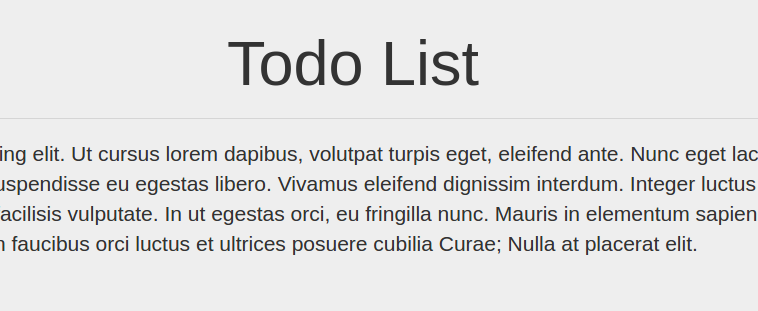 Todo List
ing elit. Ut cursus lorem dapibus, volutpat turpis eget, eleifend ante. Nunc eget lac
uspendisse eu egestas libero. Vivamus eleifend dignissim interdum. Integer luctus
facilisis vulputate. In ut egestas orci, eu fringilla nunc. Mauris in elementum sapien
faucibus orci luctus et ultrices posuere cubilia Curae; Nulla at placerat elit.